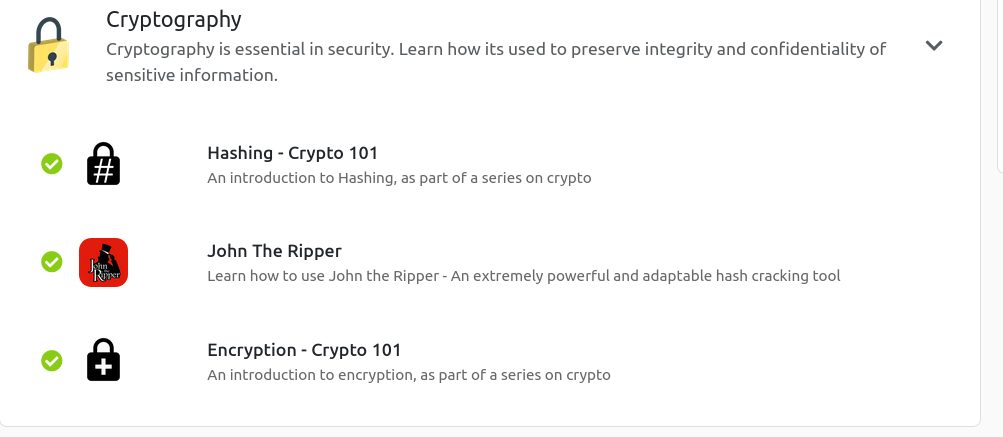 Cryptography
Cryptography is essential in security. Learn how its used to preserve integrity and confidentiality of
sensitive information.
#
Hashing - Crypto 101
An introduction to Hashing, as part of a series on crypto
John
the
Ripper
John The Ripper
Learn how to use John the Ripper - An extremely powerful and adaptable hash cracking tool
Encryption - Crypto 101
An introduction to encryption, as part of a series on crypto